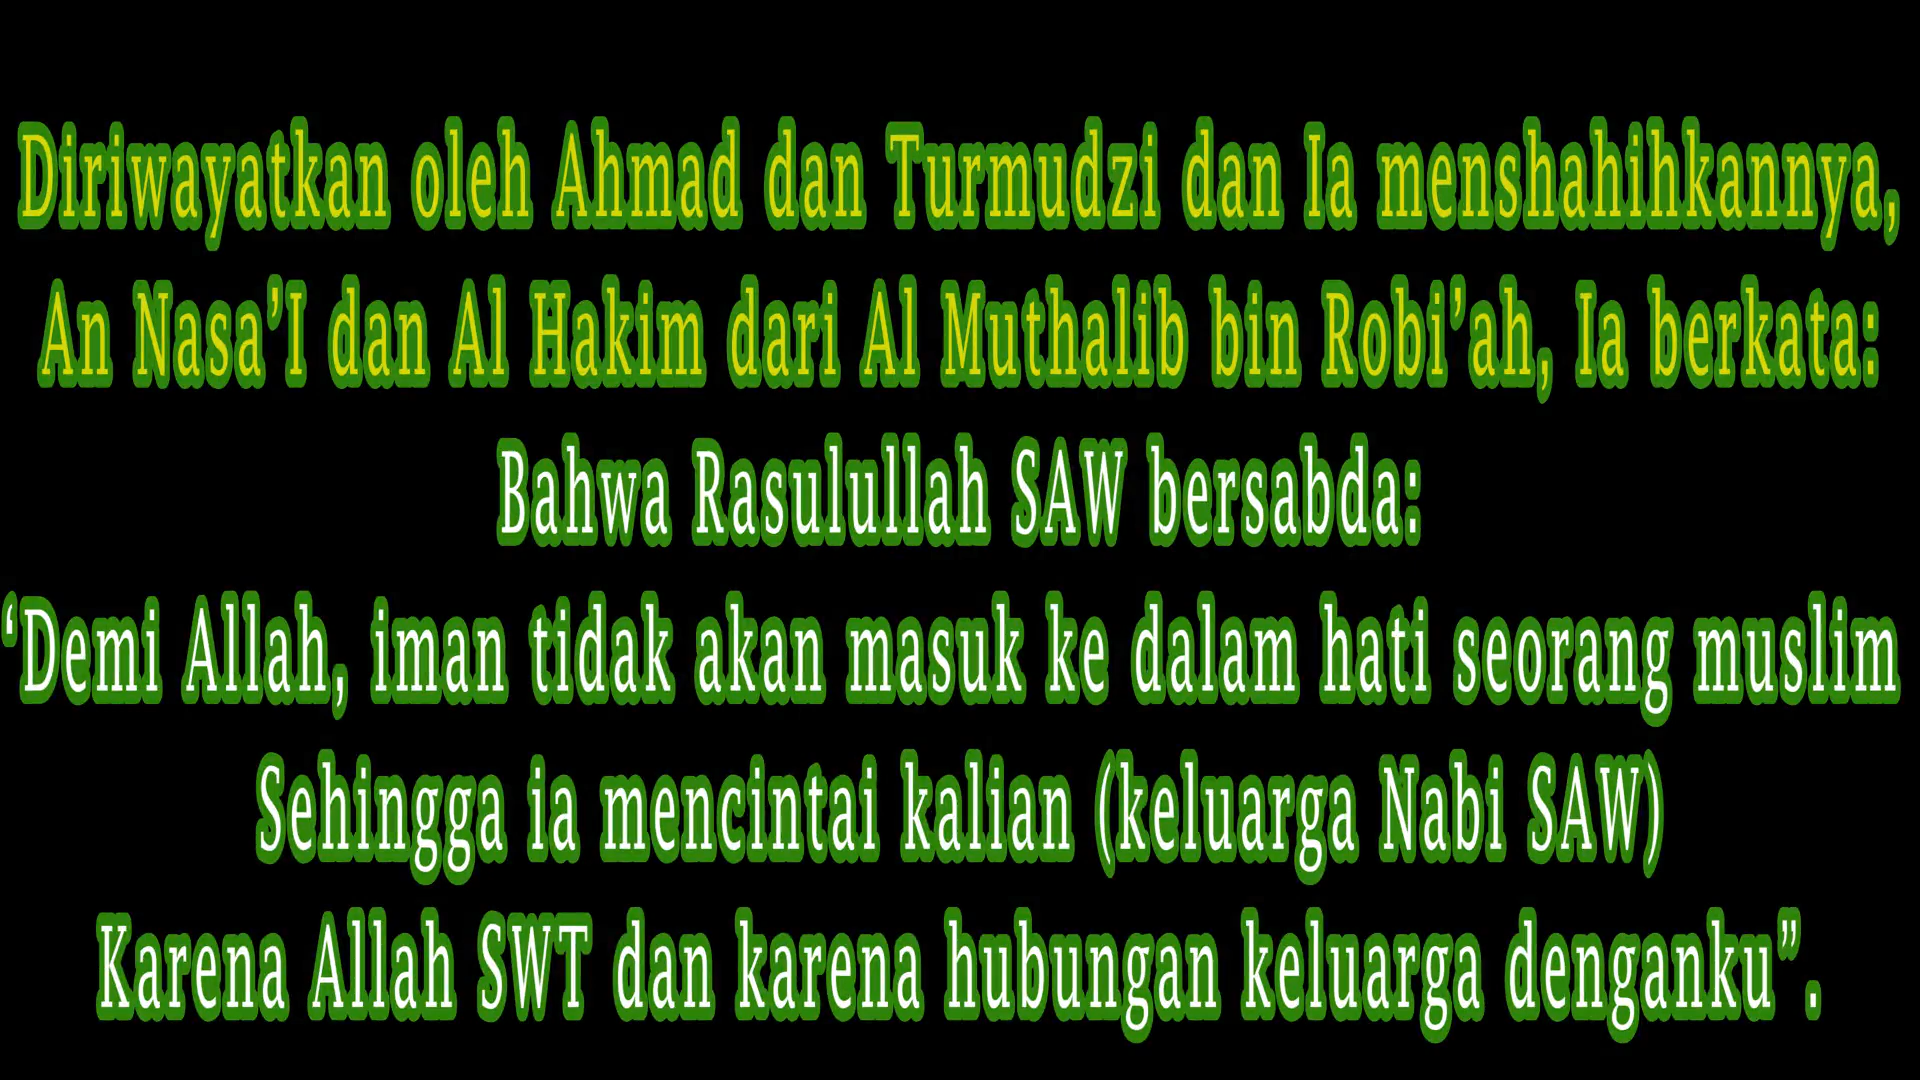 Diriwayatkan oleh Ahmad dan Turmudzi dan Ia menshahihkannya,
An Nasa’I dan Al Hakim dari Al Muthalib bin Robi’ah, Ia berkata:
Bahwa Rasulullah SAW bersabda:
‘Demi Allah, iman tidak akan masuk ke dalam hati seorang muslim
Sehingga ia mencintai kalian (keluarga Nabi SAW)
Karena Allah SWT dan karena hubungan keluarga denganku”.